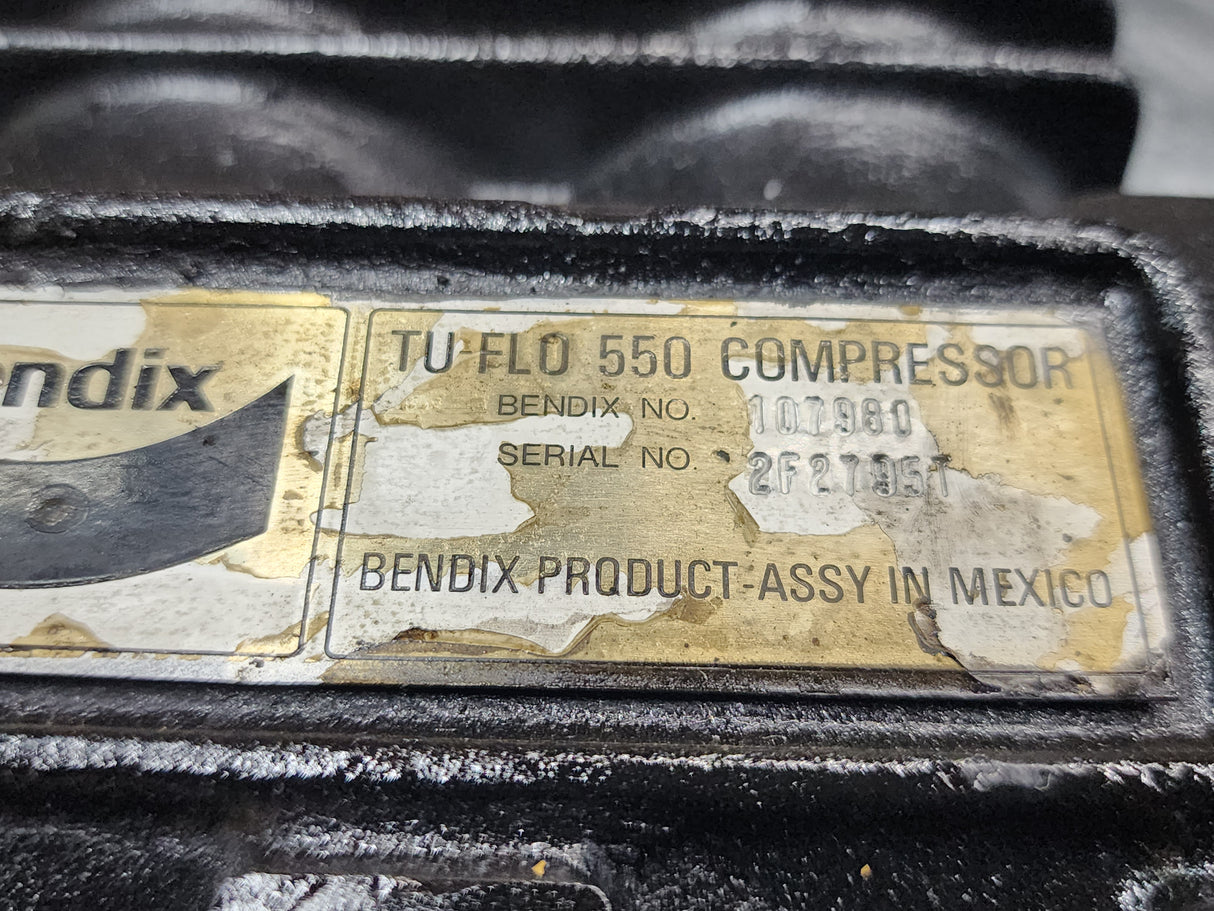 endix
TU-FLO 550 COMPRESSOR
BENDIX NO. 107980
SERIAL NO. 2F27951
BENDIX PRODUCT-ASSY IN MEXICO